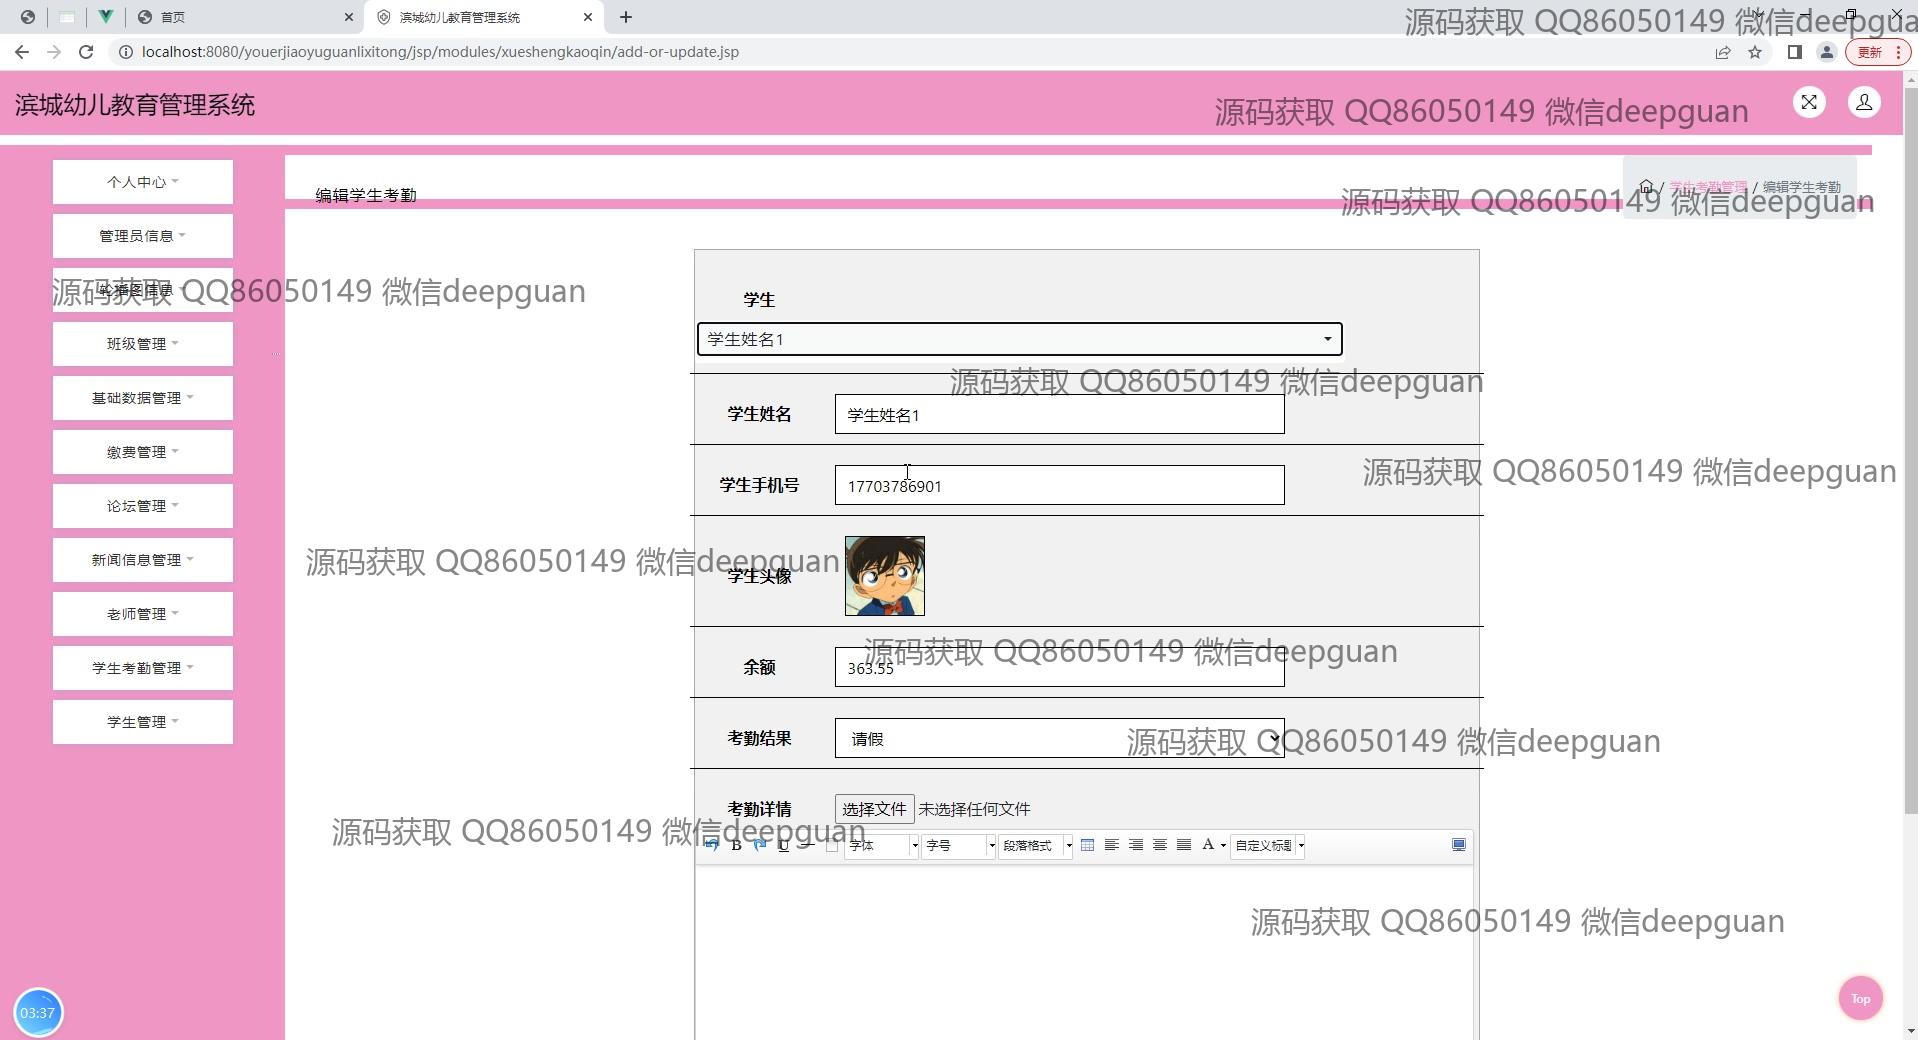 首页
滨城幼儿教育管理系统
源码获取 QQ86050149 微信deepgua
localhost:8080/youerjiaoyuguanlixitong/jsp/modules/xueshengkaoqin/add-or-update.jsp
更新
滨城幼儿教育管理系统
源码获取 QQ86050149 微信deepguan
个人中心
编辑学生考勤
/ 学生考勤管理 / 编辑学生考勤
源码获取 QQ86050149 微信deepguan
管理员信息
轮播图信息
源码获取 QQ86050149 微信deepguan
学生
班级管理
学生姓名1
源码获取 QQ86050149 微信deepguan
基础数据管理
学生姓名
学生姓名1
缴费管理
源码获取 QQ86050149 微信deepguan
学生手机号
17703786901
论坛管理
新闻信息管理
源码获取 QQ86050149 微信deepguan
学生头像
老师管理
源码获取 QQ86050149 微信deepguan
学生考勤管理
余额
363.55
学生管理
考勤结果
请假
源码获取 QQ86050149 微信deepguan
考勤详情
选择文件 未选择任何文件
源码获取 QQ86050149 微信deepguan
B U 字体 字号 段落格式 A 自定义标题
源码获取 QQ86050149 微信deepguan
Top
03:37